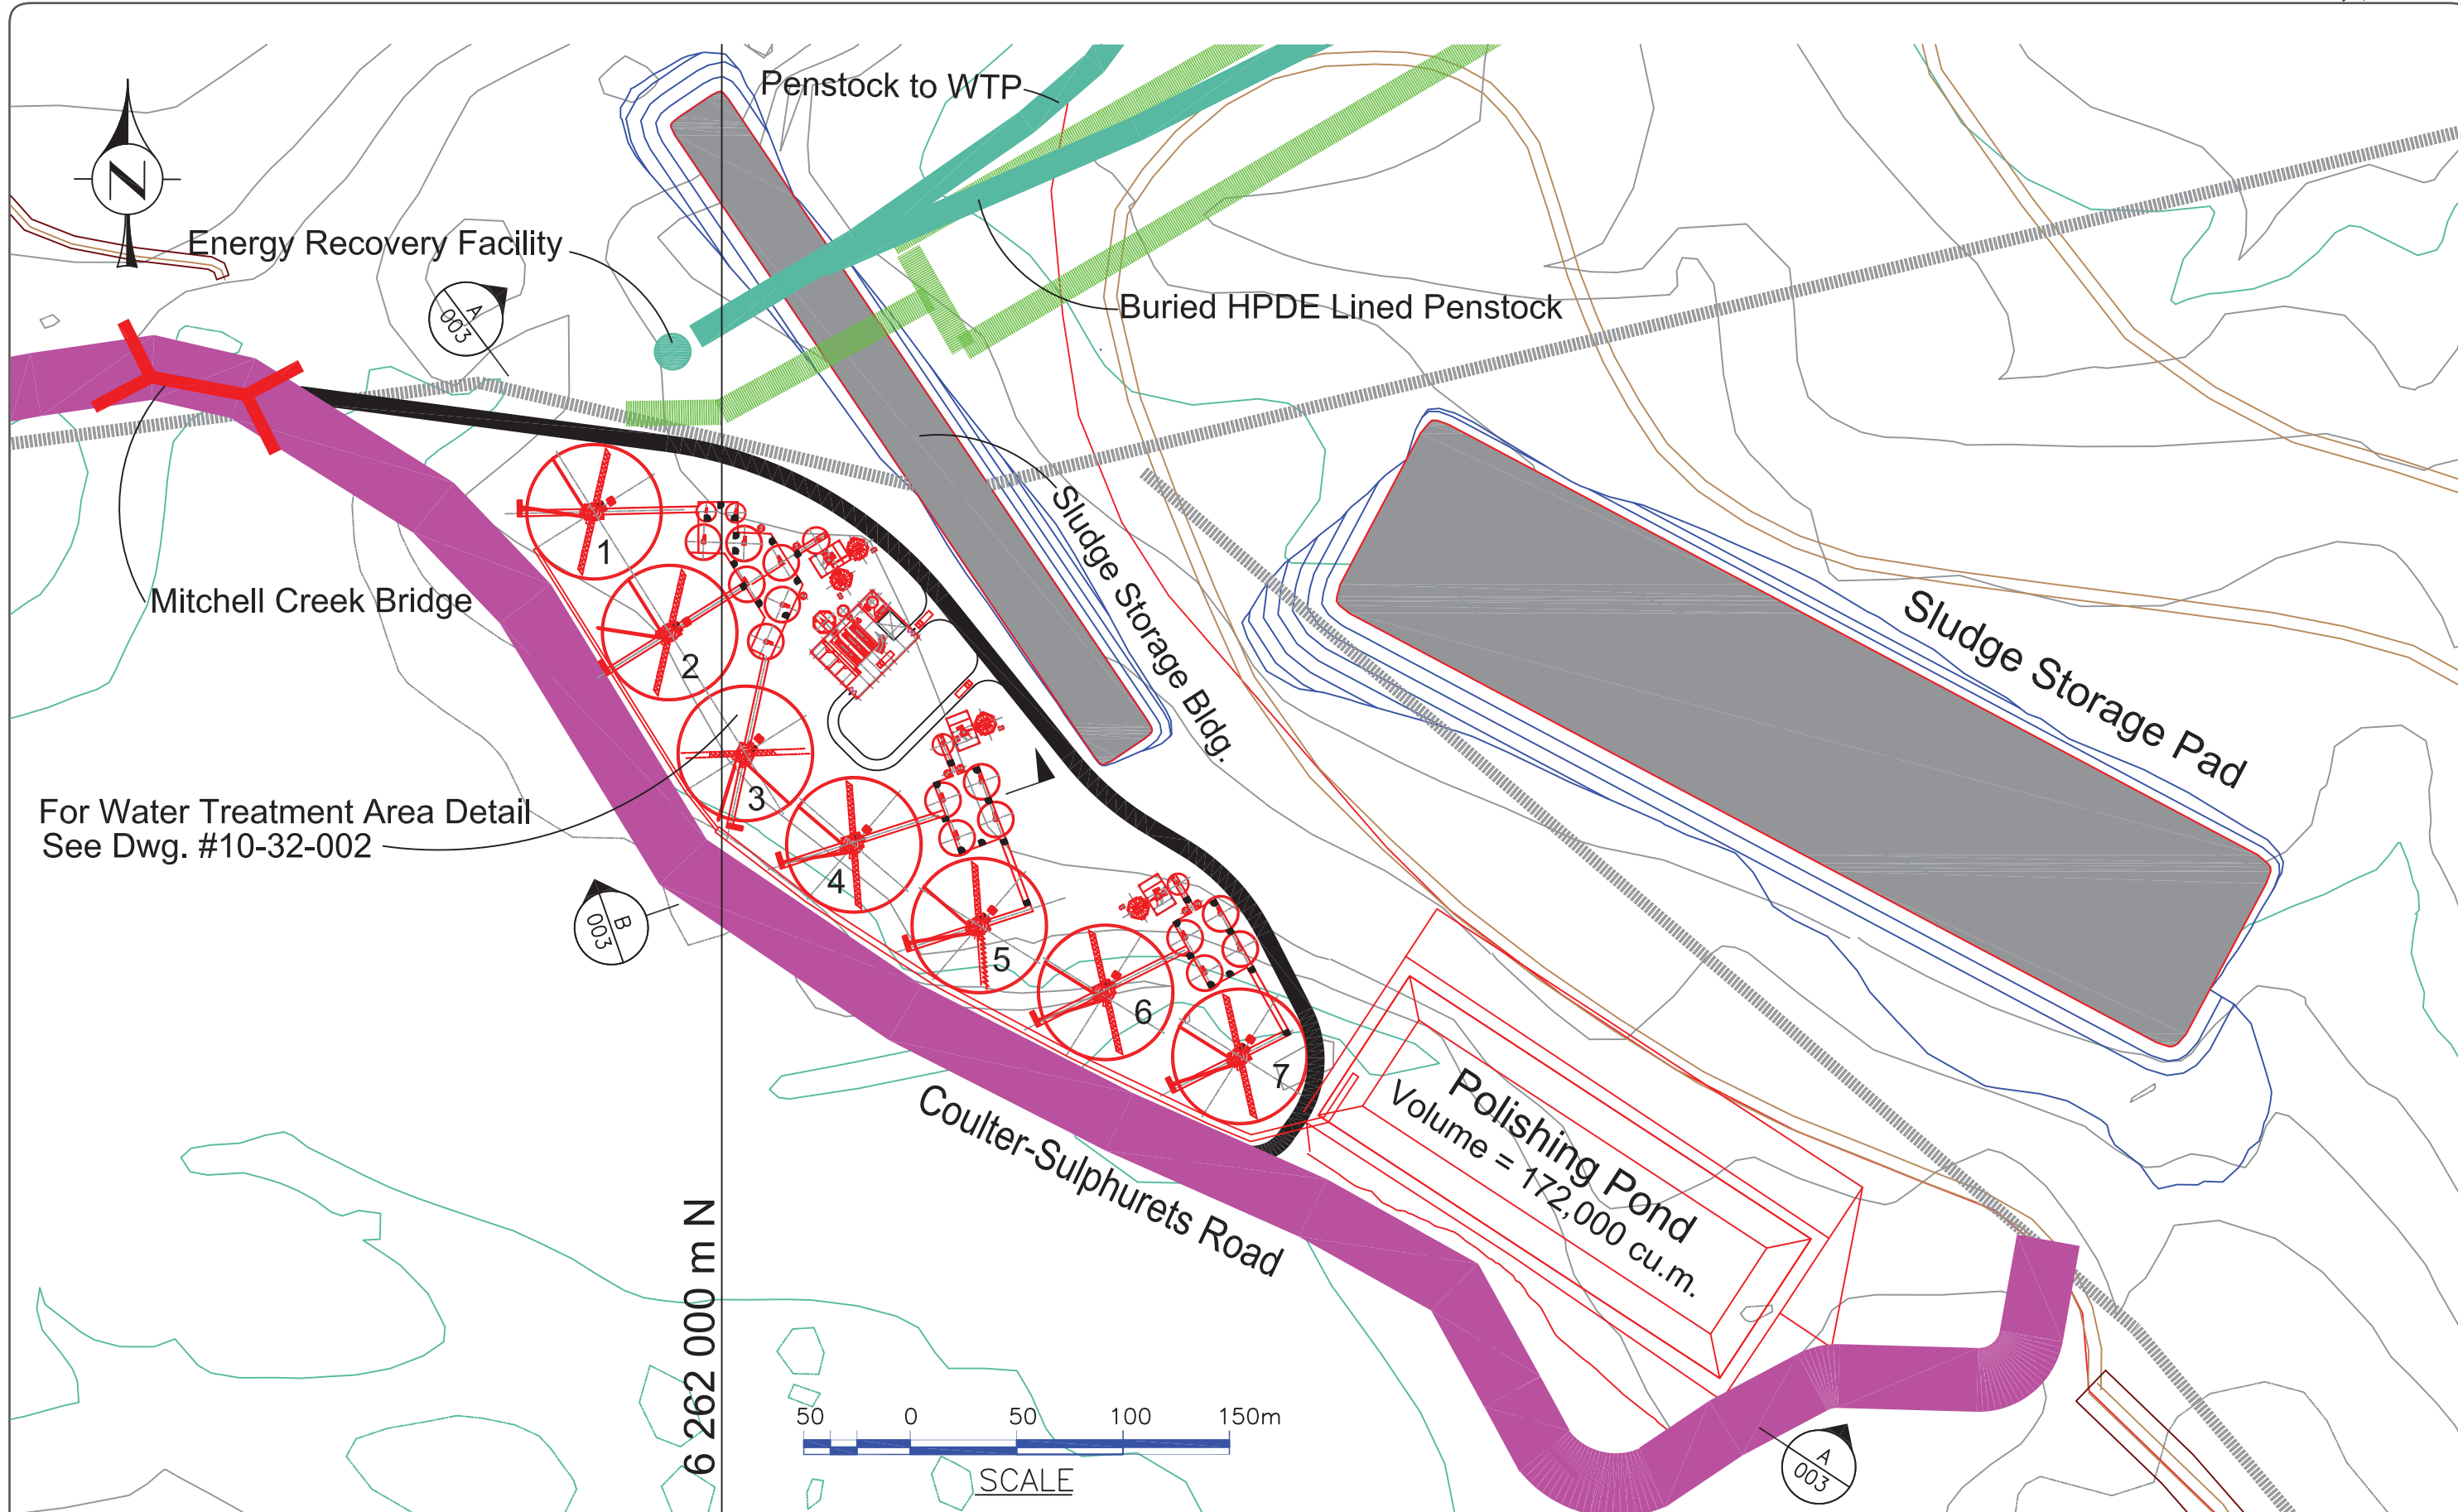 Penstock to WTP
N
Energy Recovery Facility
A
003
Buried HPDE Lined Penstock
Sludge Storage Bldg.
Sludge Storage Pad
Mitchell Creek Bridge
1
2
3
4
5
6
7
For Water Treatment Area Detail
See Dwg. #10-32-002
B
003
Coulter-Sulphurets Road
Polishing Pond
Volume = 172,000 cu.m.
6 262 000 m N
50 0 50 100 150m
SCALE
A
003